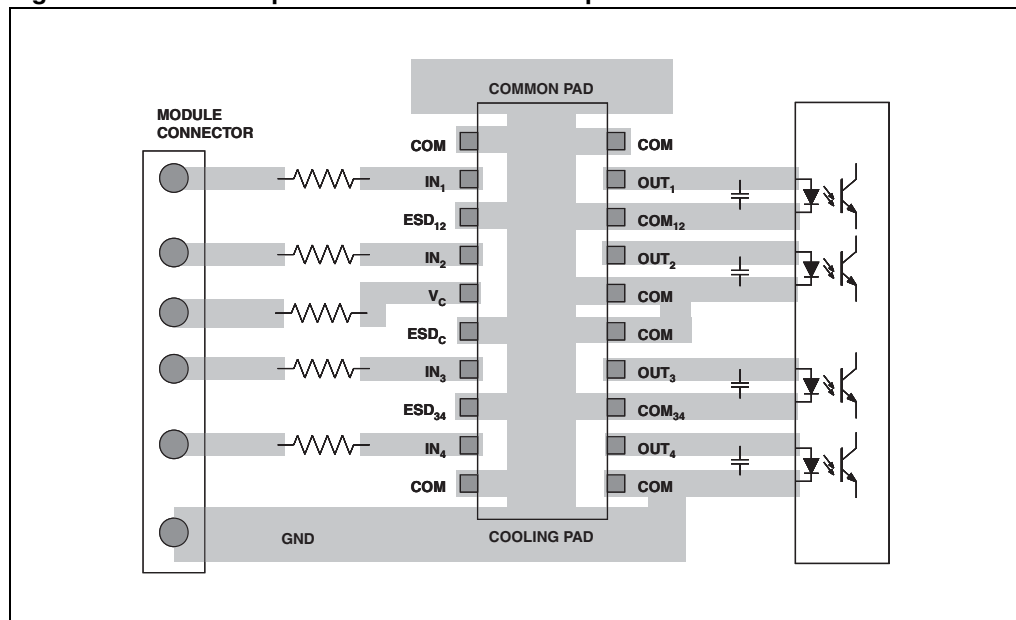 COMMON PAD
MODULE
CONNECTOR
COM
COM
IN1
OUT1
ESD12
COM12
IN2
OUT2
VC
COM
ESDC
COM
IN3
OUT3
ESD34
COM34
IN4
OUT4
COM
COM
GND
COOLING PAD